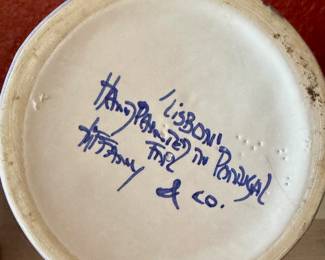 'LISBON'
HAND PAINTED IN PORTUGAL
FOR
TIFFANY & CO.